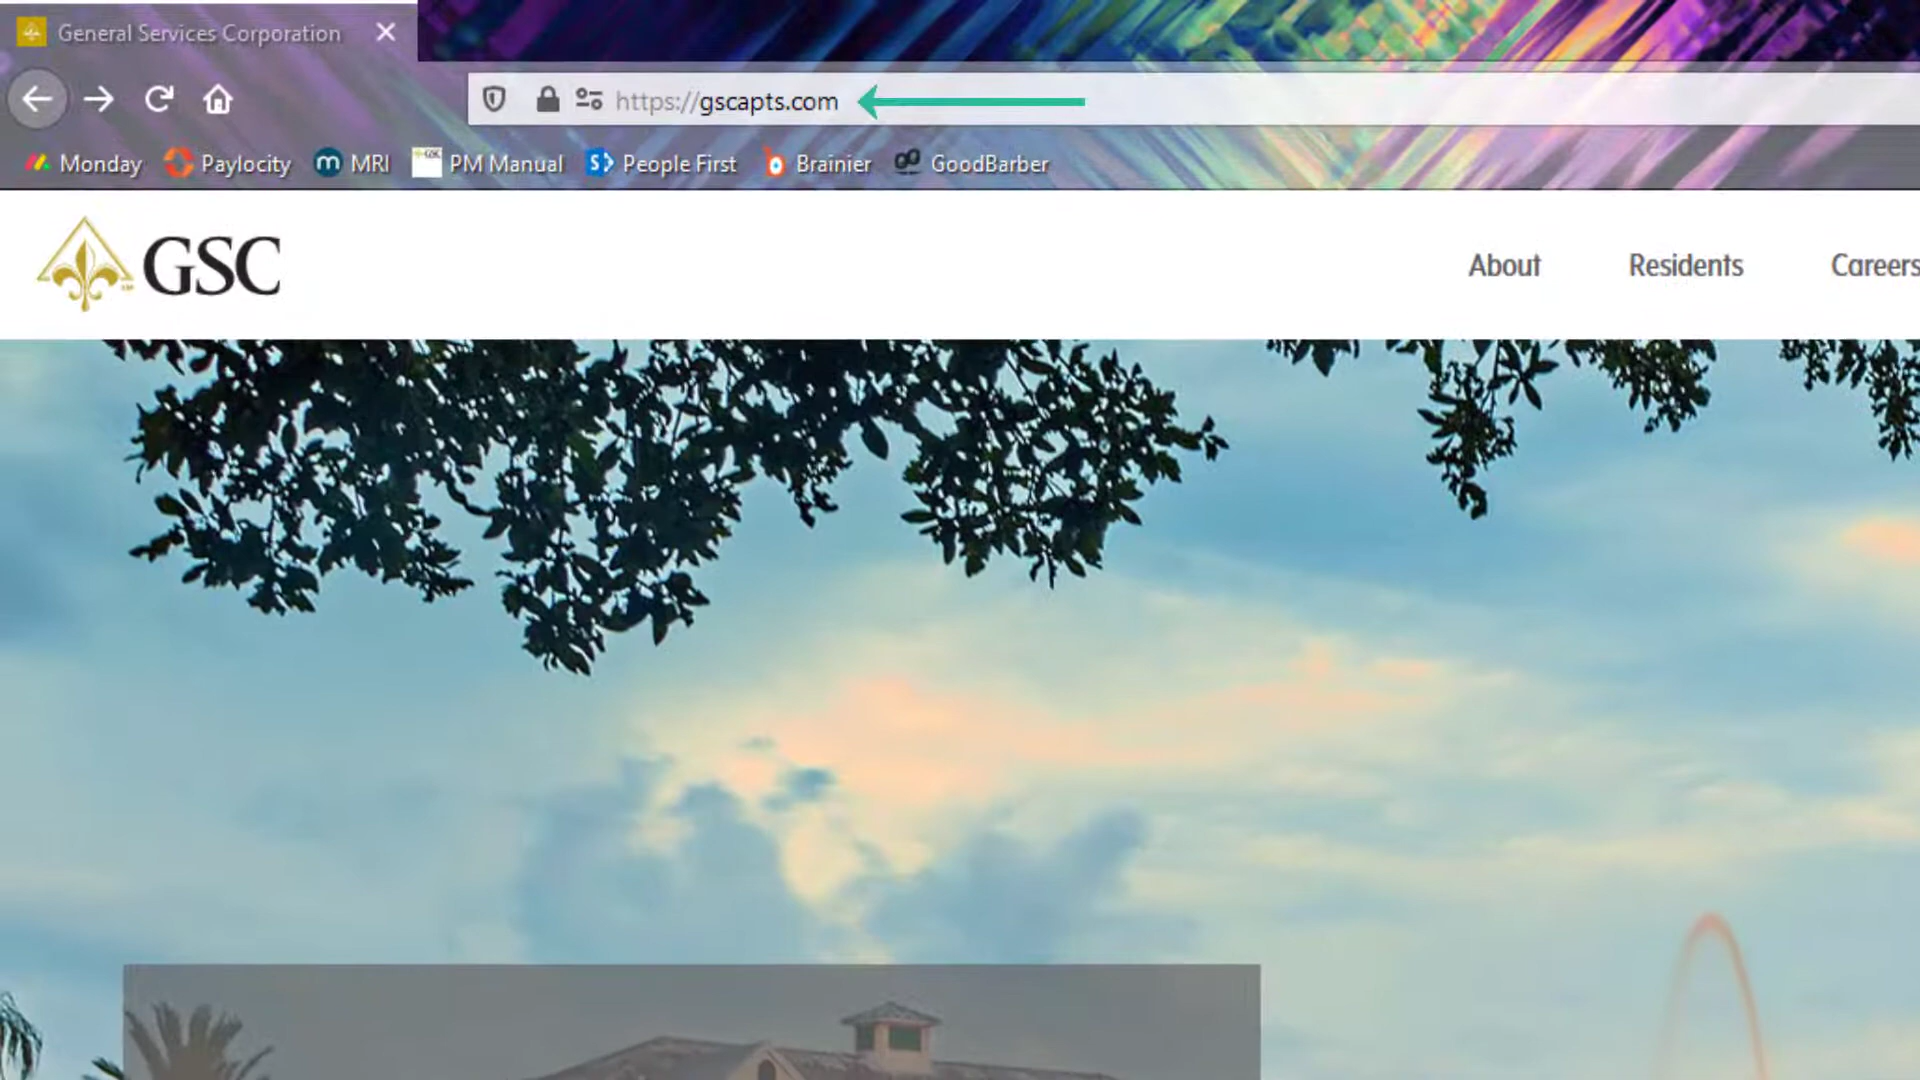 General Services Corporation
https://gscapts.com
Monday Paylocity MRI PM Manual People First Brainier GoodBarber
GSC About Residents Careers